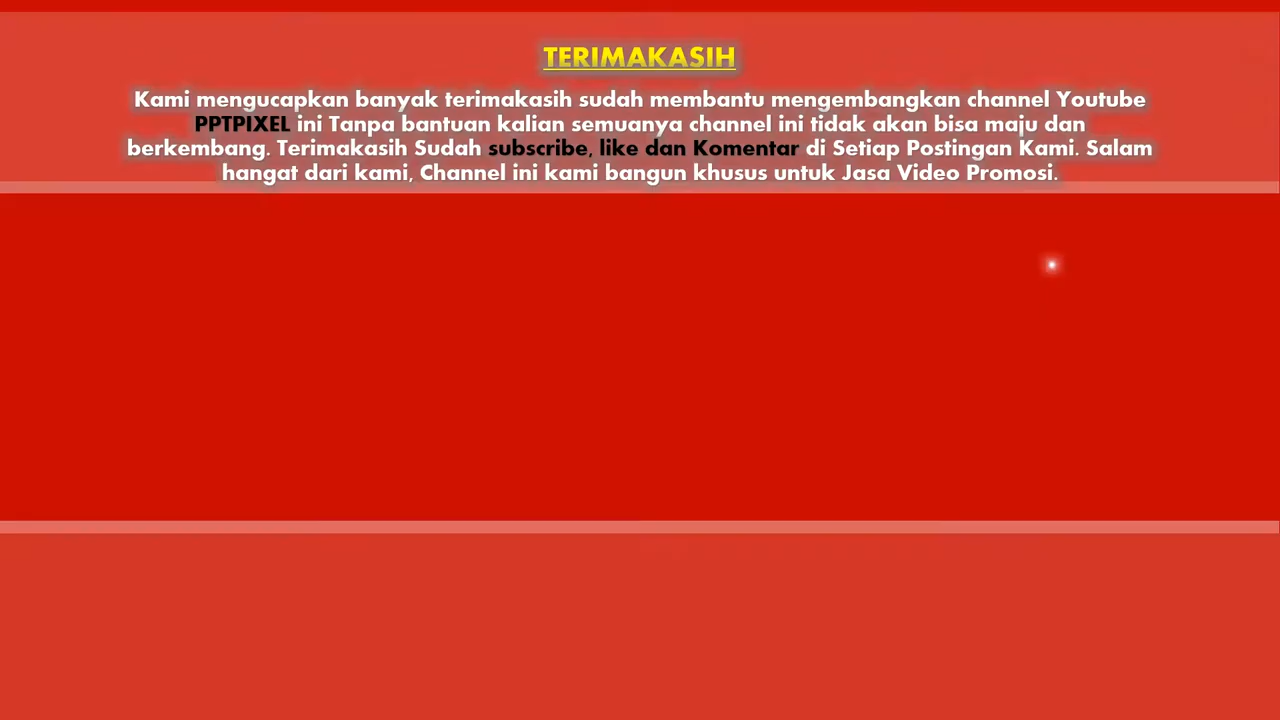 TERIMAKASIH
Kami mengucapkan banyak terimakasih sudah membantu mengembangkan channel Youtube
PPTPIXEL ini Tanpa bantuan kalian semuanya channel ini tidak akan bisa maju dan
berkembang. Terimakasih Sudah subscribe, like dan Komentar di Setiap Postingan Kami. Salam
hangat dari kami, Channel ini kami bangun khusus untuk Jasa Video Promosi.